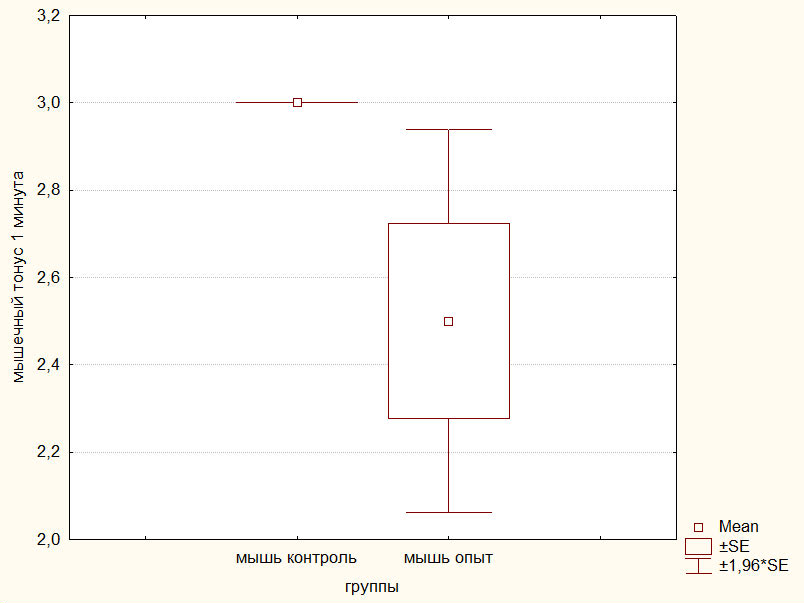 3,2
3,0
2,8
2,6
2,4
2,2
2,0
мышечный тонус 1 минута
мышь контроль
мышь опыт
группы
Mean
±SE
±1,96*SE